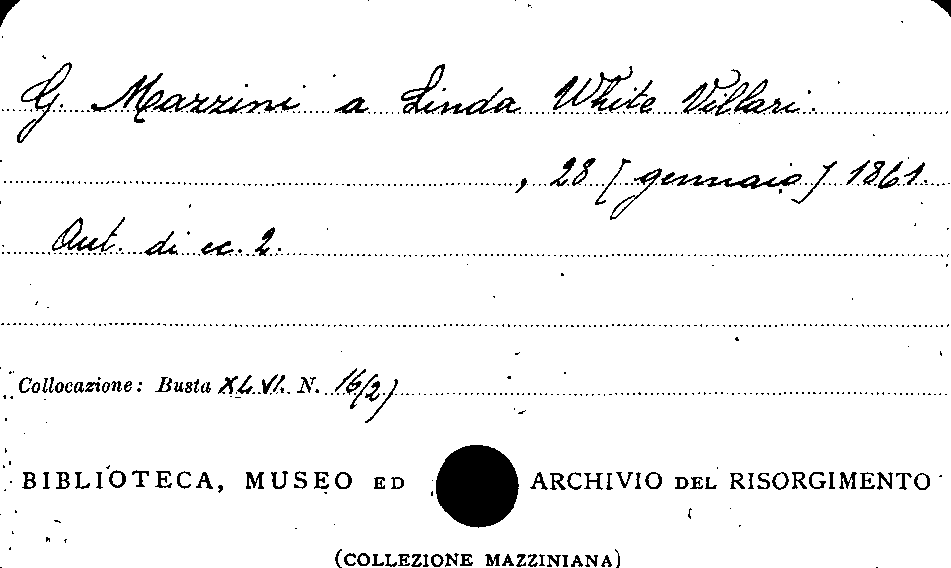 G. Mazzini a Linda White Villari.
, 28 [gennaio] 1861.
Aut. di cc. 2.
Collocazione: Busta XLVI. N. 16(2)
BIBLIOTECA, MUSEO ED ARCHIVIO DEL RISORGIMENTO
(COLLEZIONE MAZZINIANA)